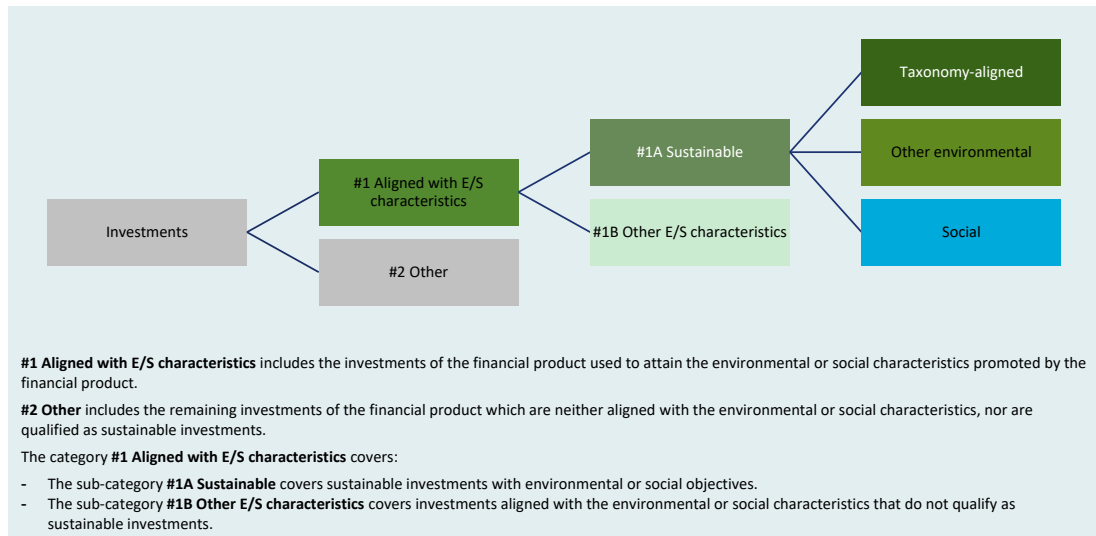 Taxonomy-aligned
#1A Sustainable
Other environmental
#1 Aligned with E/S
characteristics
Investments
#1B Other E/S characteristics
Social
#2 Other
#1 Aligned with E/S characteristics includes the investments of the financial product used to attain the environmental or social characteristics promoted by the
financial product.
#2 Other includes the remaining investments of the financial product which are neither aligned with the environmental or social characteristics, nor are
qualified as sustainable investments.
The category #1 Aligned with E/S characteristics covers:
- The sub-category #1A Sustainable covers sustainable investments with environmental or social objectives.
- The sub-category #1B Other E/S characteristics covers investments aligned with the environmental or social characteristics that do not qualify as
sustainable investments.